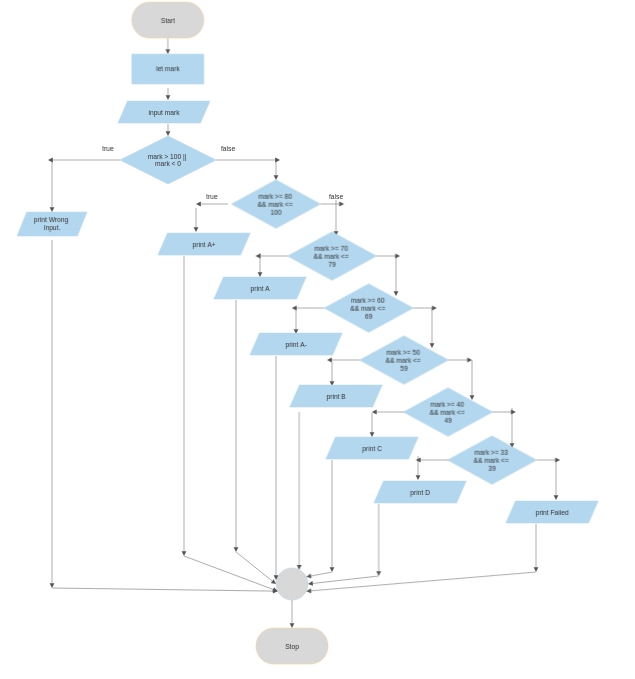 Start
let mark
input mark
true
false
mark > 100 ||
mark < 0
true
mark >= 80
&& mark <=
100
false
print Wrong
Input.
print A+
mark >= 70
&& mark <=
79
print A
mark >= 60
&& mark <=
69
print A-
mark >= 50
&& mark <=
59
print B
mark >= 40
&& mark <=
49
print C
mark >= 33
&& mark <=
39
print D
print Failed
Stop